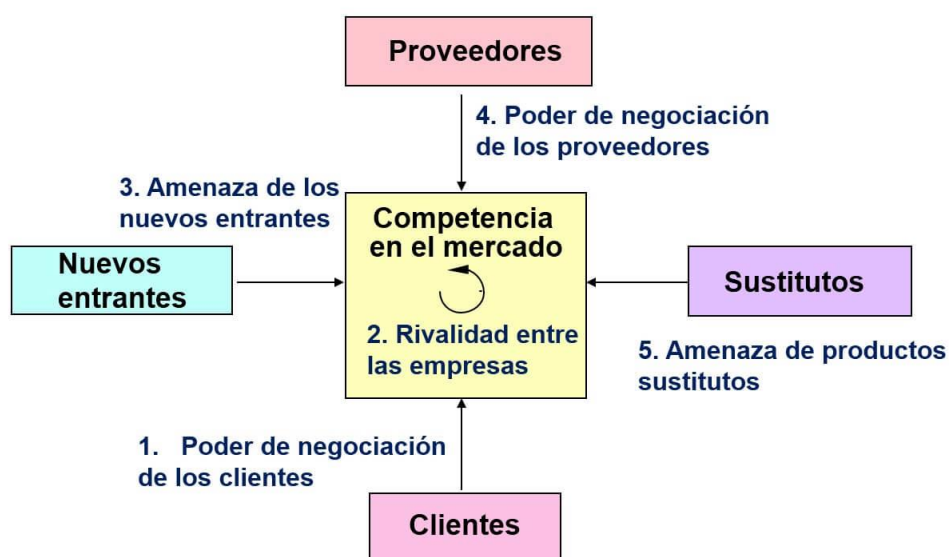 Proveedores
4. Poder de negociación
de los proveedores
3. Amenaza de los
nuevos entrantes
Competencia
en el mercado
Nuevos
entrantes
Sustitutos
2. Rivalidad entre
las empresas
5. Amenaza de productos
sustitutos
1. Poder de negociación
de los clientes
Clientes